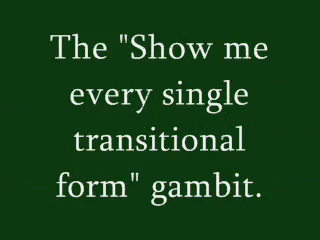 The "Show me
every single
transitional
form" gambit.